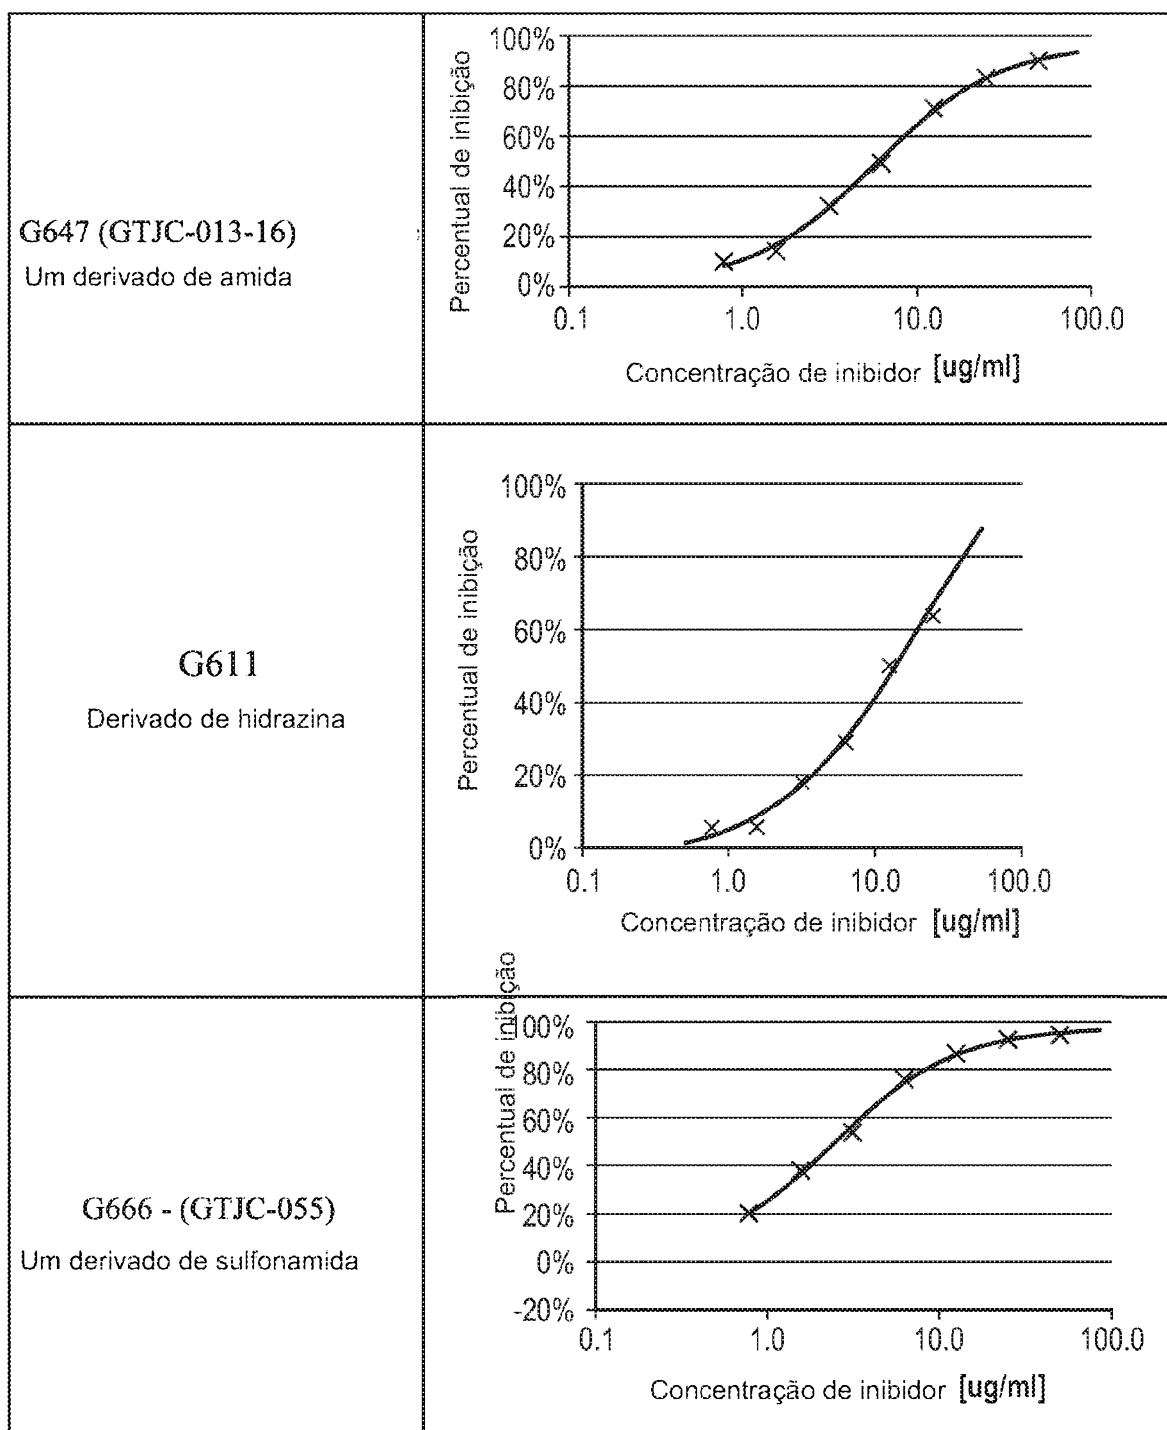 G647 (GTJC-013-16)
Um derivado de amida
Percentual de inibição
100%
80%
60%
40%
20%
0%
0.1 1.0 10.0 100.0
Concentração de inibidor [ug/ml]
G611
Derivado de hidrazina
Percentual de inibição
100%
80%
60%
40%
20%
0%
0.1 1.0 10.0 100.0
Concentração de inibidor [ug/ml]
G666 - (GTJC-055)
Um derivado de sulfonamida
Percentual de inibição
100%
80%
60%
40%
20%
0%
-20%
0.1 1.0 10.0 100.0
Concentração de inibidor [ug/ml]